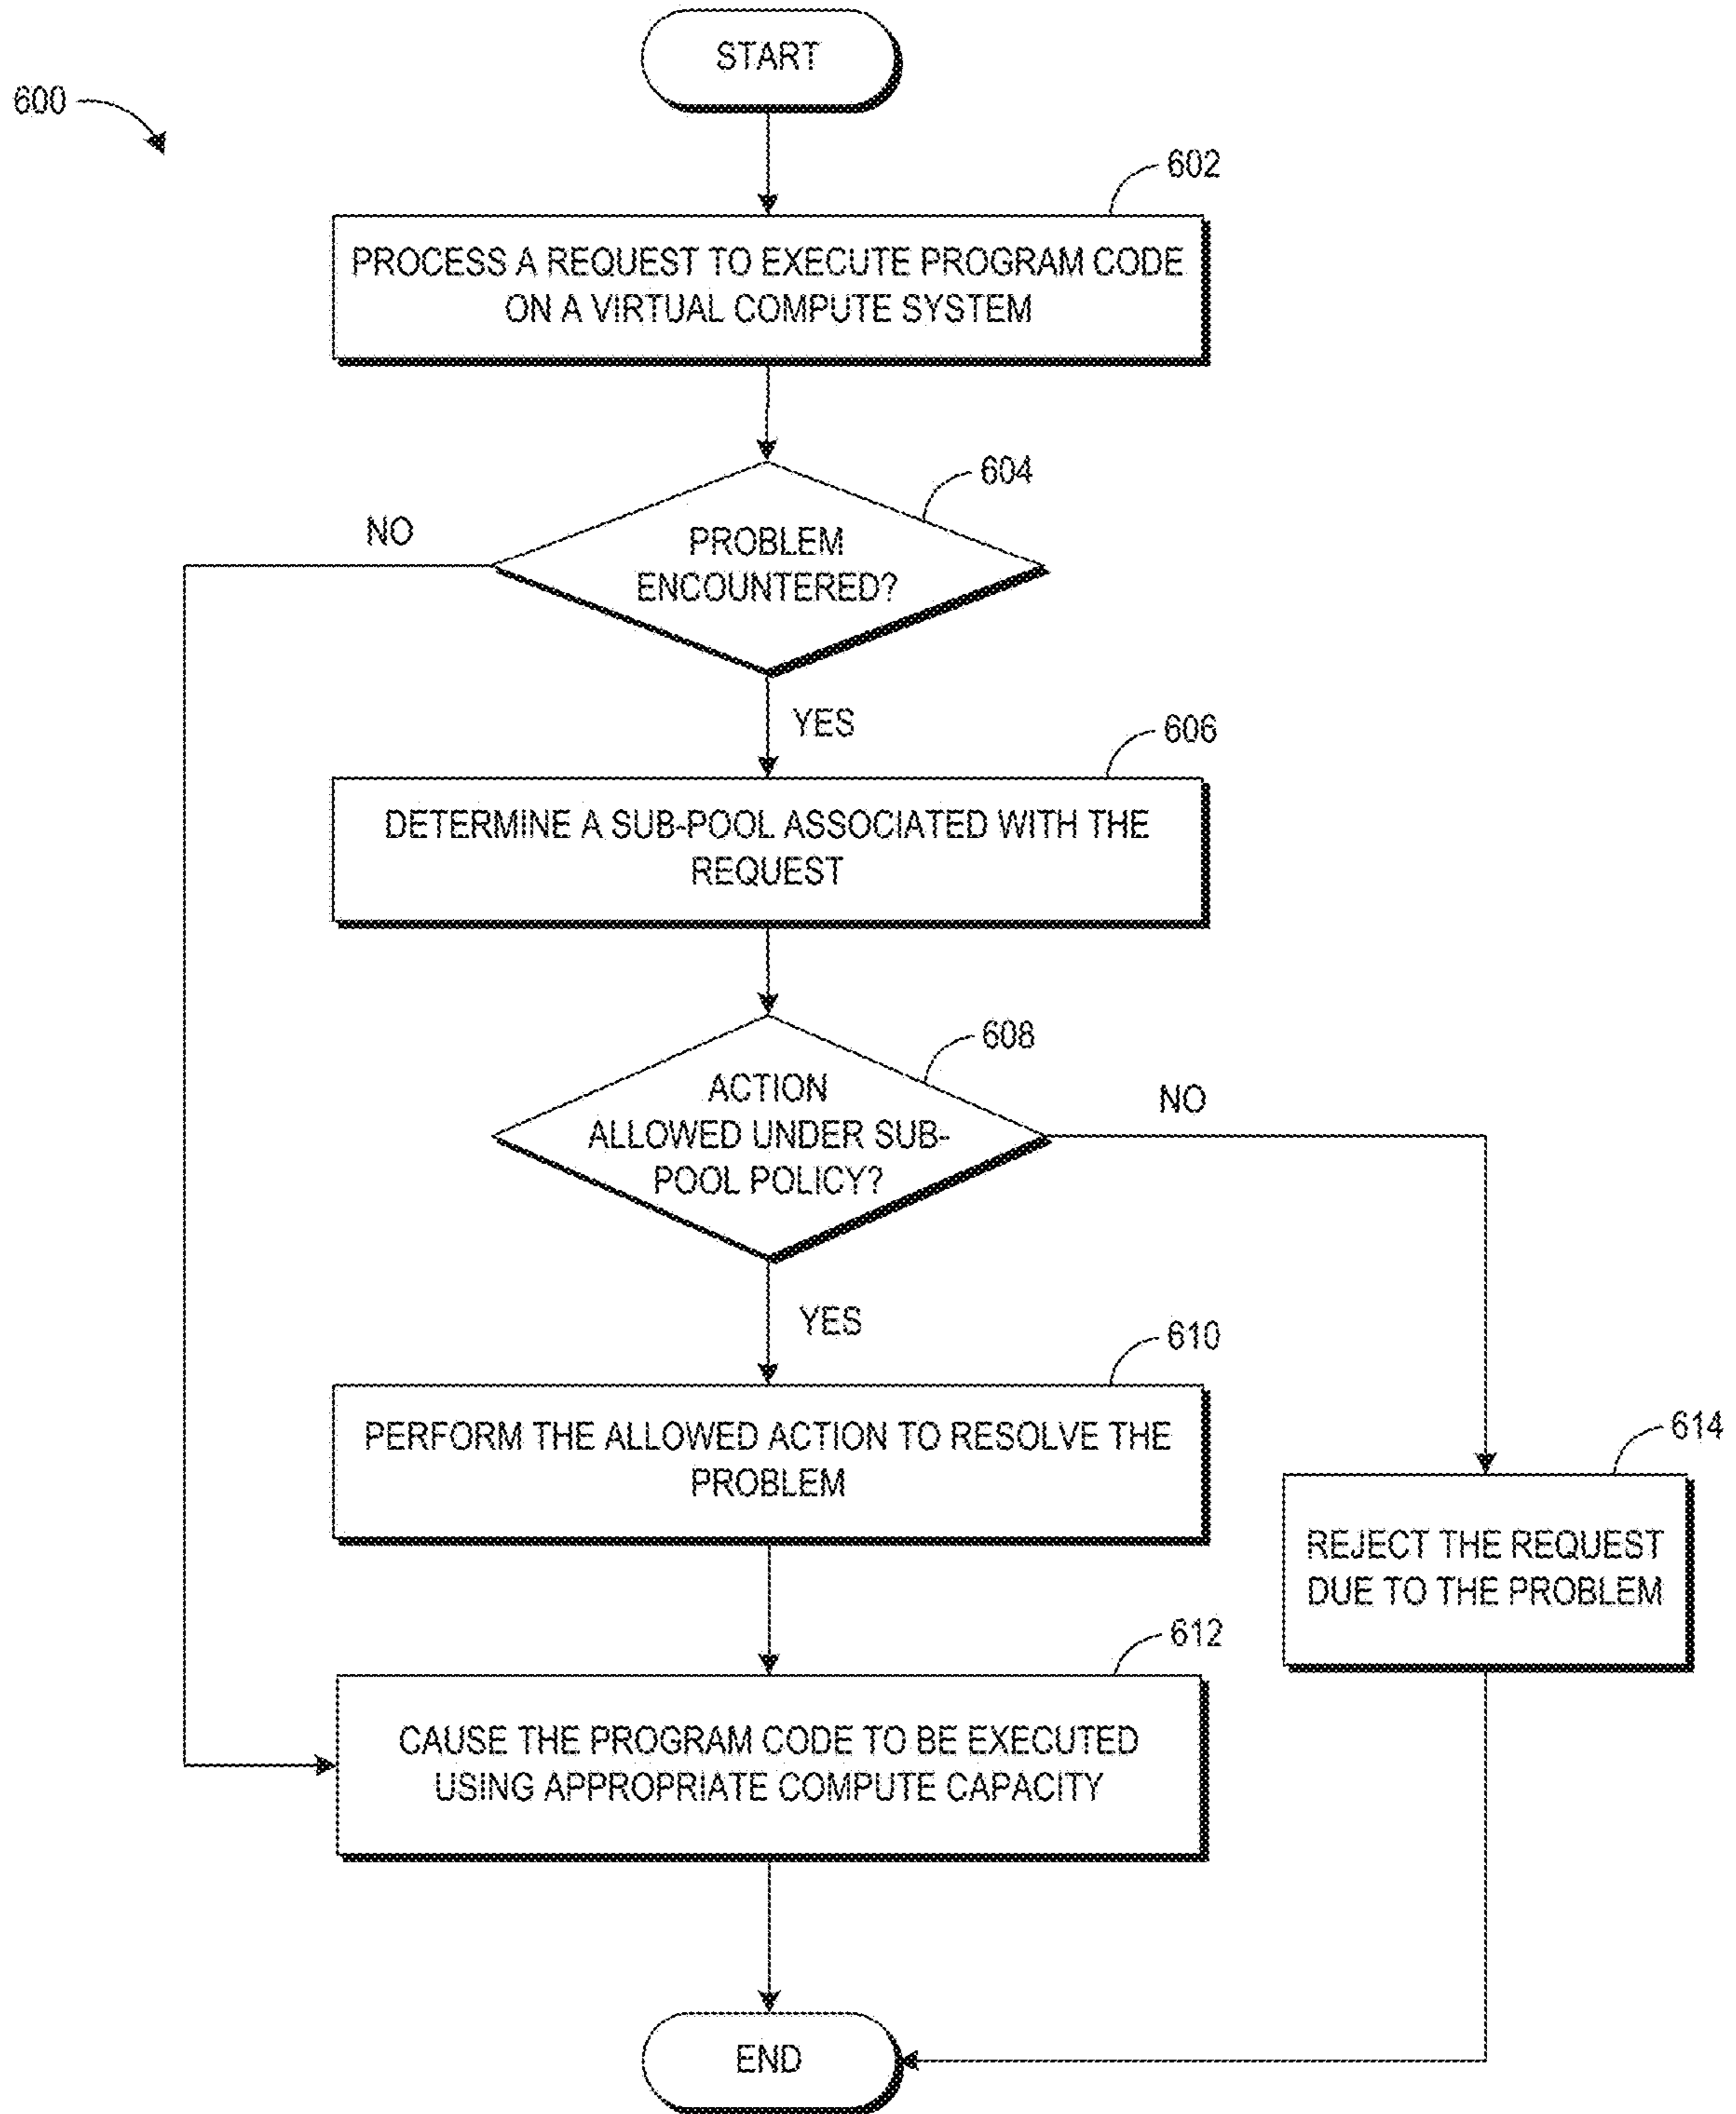 START
600
602
PROCESS A REQUEST TO EXECUTE PROGRAM CODE
ON A VIRTUAL COMPUTE SYSTEM
604
NO
PROBLEM
ENCOUNTERED?
YES
606
DETERMINE A SUB-POOL ASSOCIATED WITH THE
REQUEST
608
ACTION
ALLOWED UNDER SUB-
POOL POLICY?
NO
YES
610
PERFORM THE ALLOWED ACTION TO RESOLVE THE
PROBLEM
614
REJECT THE REQUEST
DUE TO THE PROBLEM
612
CAUSE THE PROGRAM CODE TO BE EXECUTED
USING APPROPRIATE COMPUTE CAPACITY
END